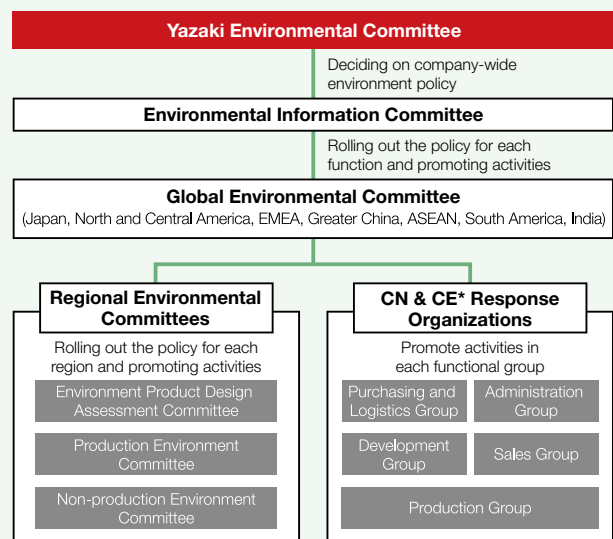 Yazaki Environmental Committee
Deciding on company-wide
environment policy
Environmental Information Committee
Rolling out the policy for each
function and promoting activities
Global Environmental Committee
(Japan, North and Central America, EMEA, Greater China, ASEAN, South America, India)
Regional Environmental
Committees
Rolling out the policy for each
region and promoting activities
Environment Product Design
Assessment Committee
Production Environment
Committee
Non-production Environment
Committee
CN & CE* Response
Organizations
Promote activities in
each functional group
Purchasing and
Logistics Group
Administration
Group
Development
Group
Sales Group
Production Group